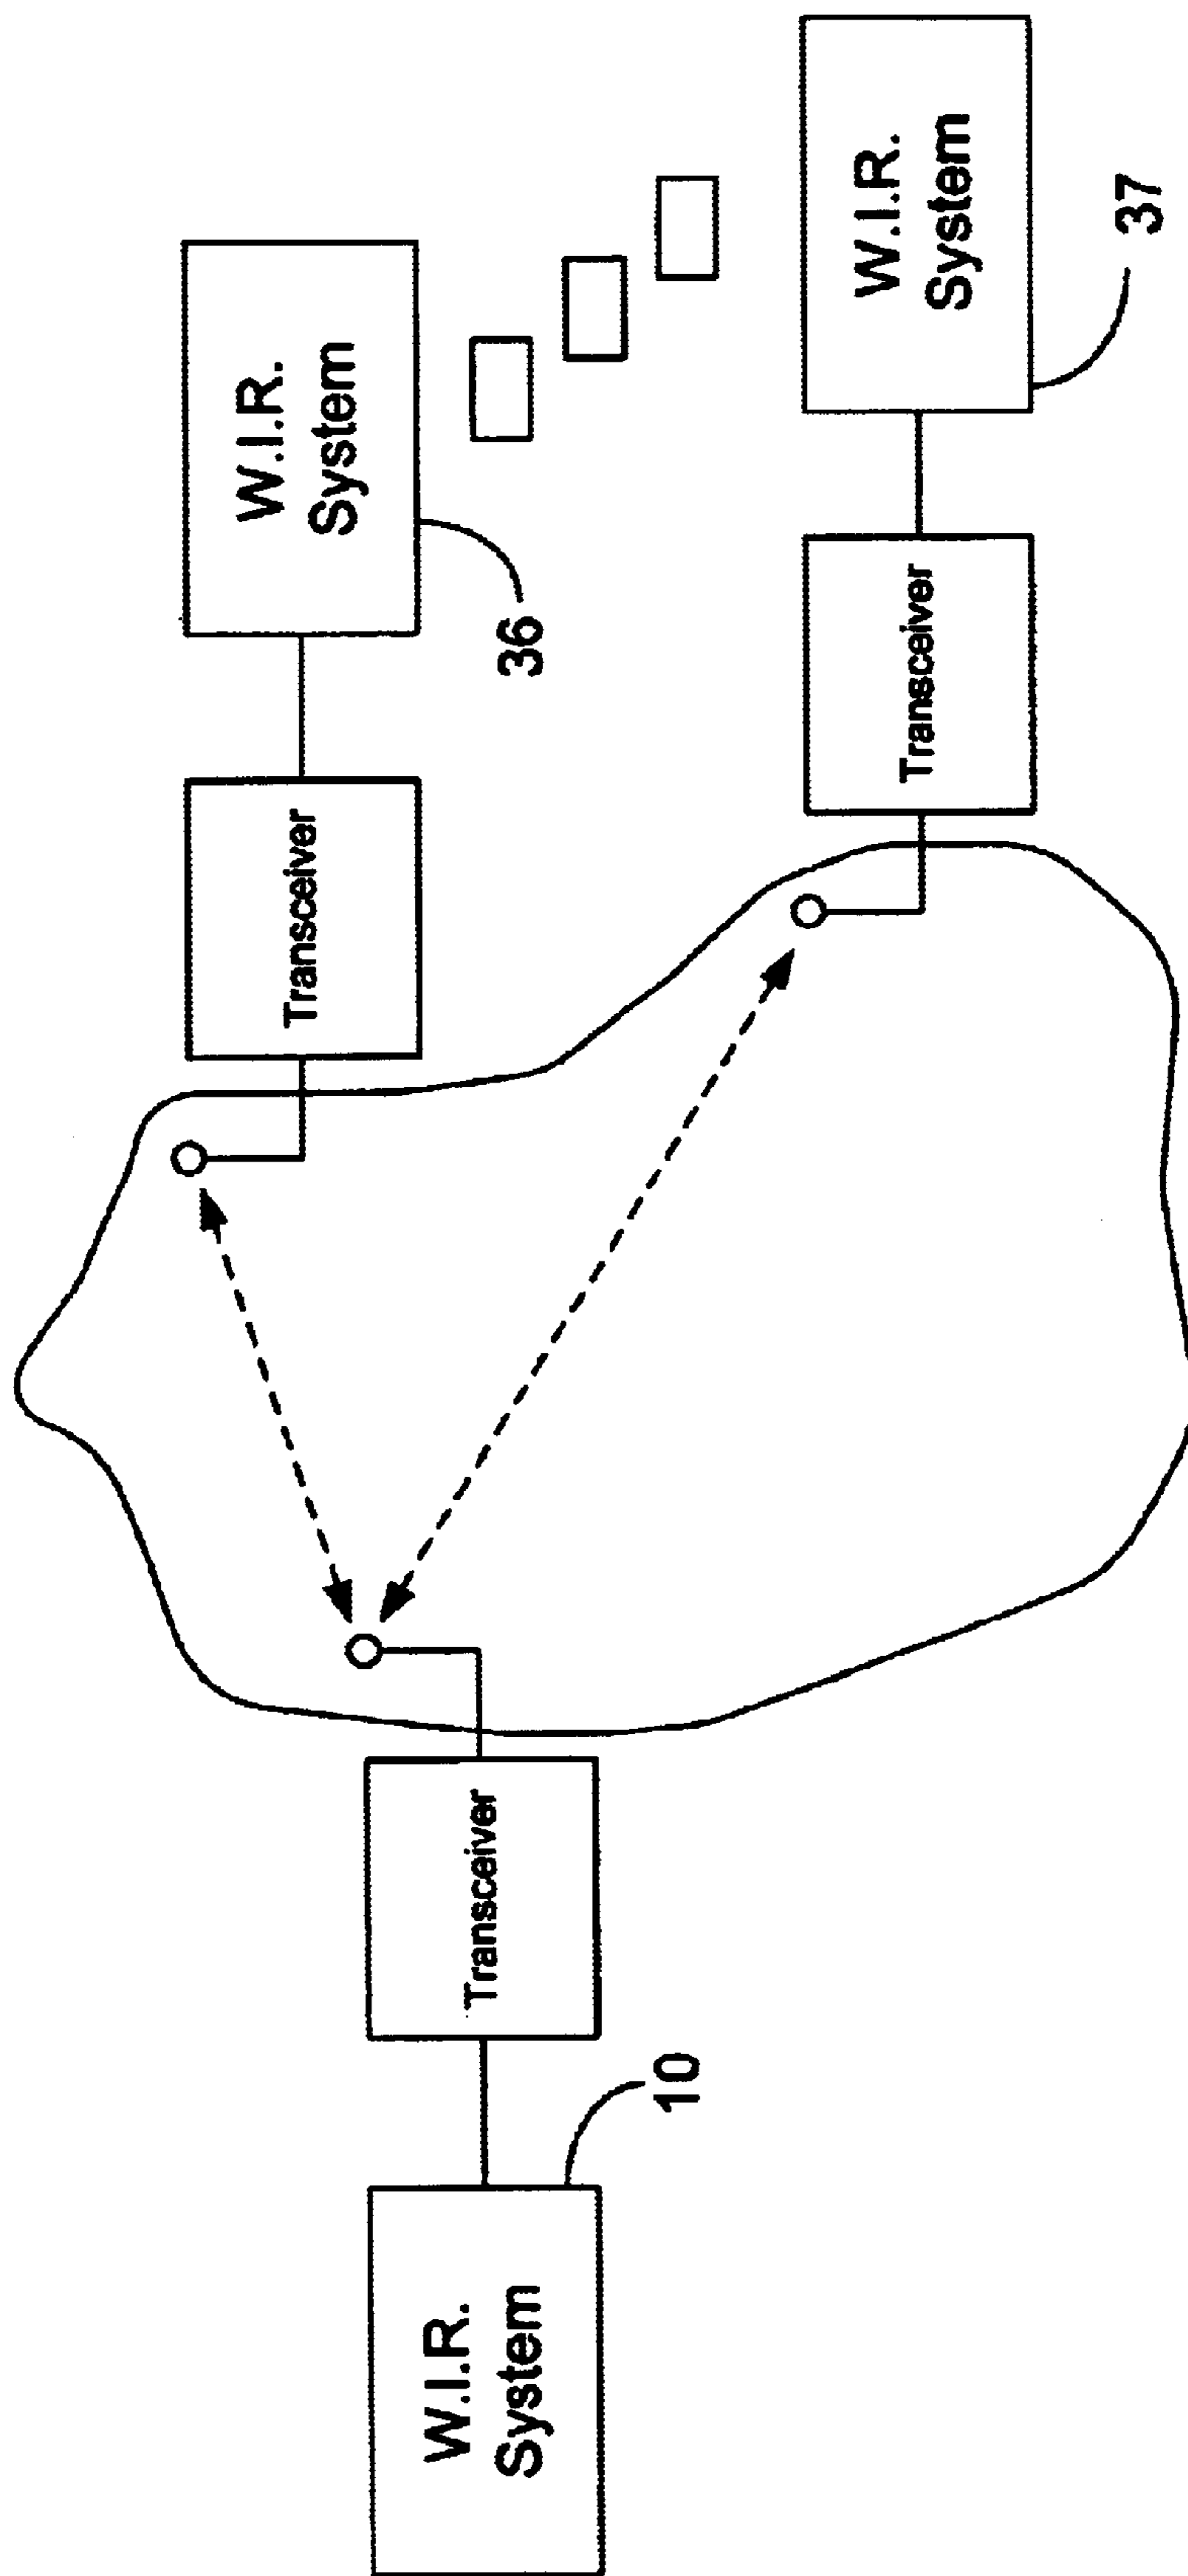 W.I.R.
System
10
Transceiver
Transceiver
W.I.R.
System
36
Transceiver
W.I.R.
System
37